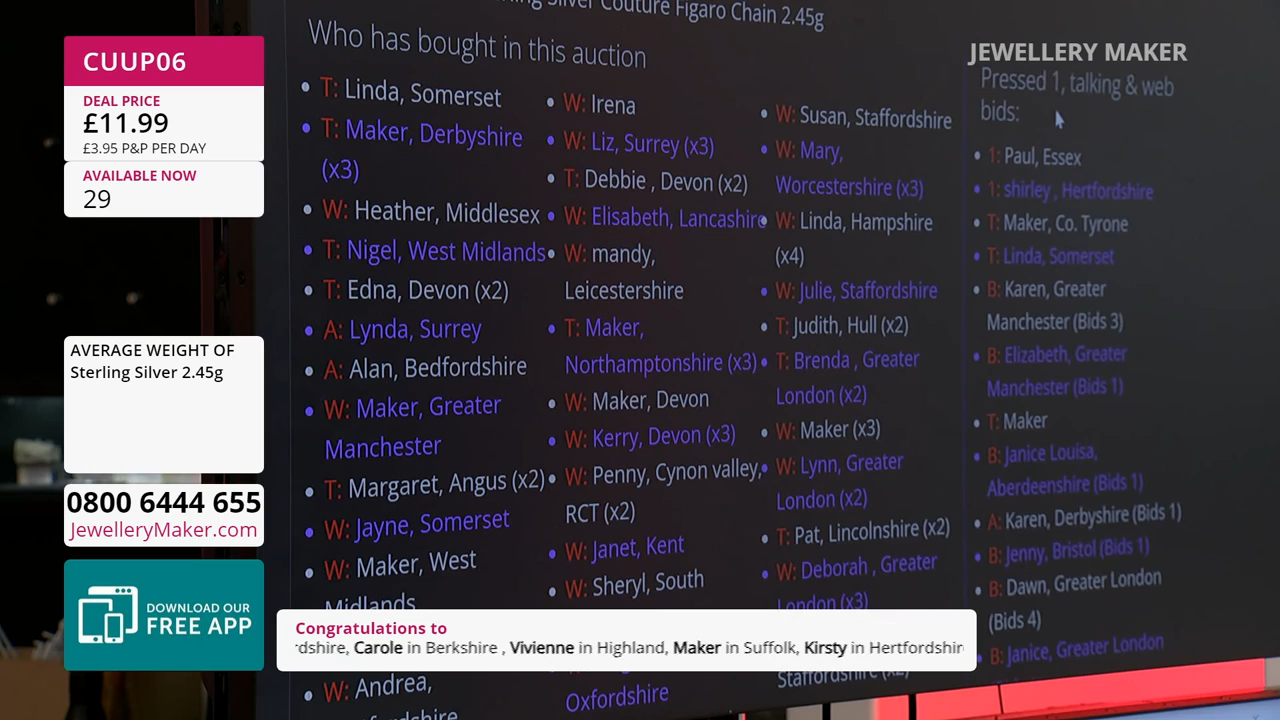 CUUP06
DEAL PRICE
£11.99
£3.95 P&P PER DAY
AVAILABLE NOW
29
AVERAGE WEIGHT OF
Sterling Silver 2.45g
0800 6444 655
JewelleryMaker.com
DOWNLOAD OUR
FREE APP
Silver Couture Figaro Chain 2.45g
Who has bought in this auction
T: Linda, Somerset
T: Maker, Derbyshire
(x3)
W: Heather, Middlesex
T: Nigel, West Midlands
T: Edna, Devon (x2)
A: Lynda, Surrey
A: Alan, Bedfordshire
W: Maker, Greater
Manchester
T: Margaret, Angus (x2)
W: Jayne, Somerset
W: Maker, West
Midlands
W: Andrea,
W: Irena
W: Liz, Surrey (x3)
T: Debbie , Devon (x2)
W: Elisabeth, Lancashire
W: mandy,
Leicestershire
T: Maker,
Northamptonshire (x3)
W: Maker, Devon
W: Kerry, Devon (x3)
W: Penny, Cynon valley,
RCT (x2)
W: Janet, Kent
W: Sheryl, South
Oxfordshire
W: Susan, Staffordshire
W: Mary,
Worcestershire (x3)
W: Linda, Hampshire
(x4)
W: Julie, Staffordshire
T: Judith, Hull (x2)
T: Brenda , Greater
London (x2)
W: Maker (x3)
W: Lynn, Greater
London (x2)
T: Pat, Lincolnshire (x2)
W: Deborah , Greater
London (x3)
Staffordshire (x2)
JEWELLERY MAKER
Pressed 1, talking & web
bids:
1: Paul, Essex
1: shirley , Hertfordshire
T: Maker, Co. Tyrone
T: Linda, Somerset
B: Karen, Greater
Manchester (Bids 3)
B: Elizabeth, Greater
Manchester (Bids 1)
T: Maker
B: Janice Louisa,
Aberdeenshire (Bids 1)
A: Karen, Derbyshire (Bids 1)
B: Jenny, Bristol (Bids 1)
B: Dawn, Greater London
(Bids 4)
B: Janice, Greater London
Congratulations to
rdshire, Carole in Berkshire , Vivienne in Highland, Maker in Suffolk, Kirsty in Hertfordshir